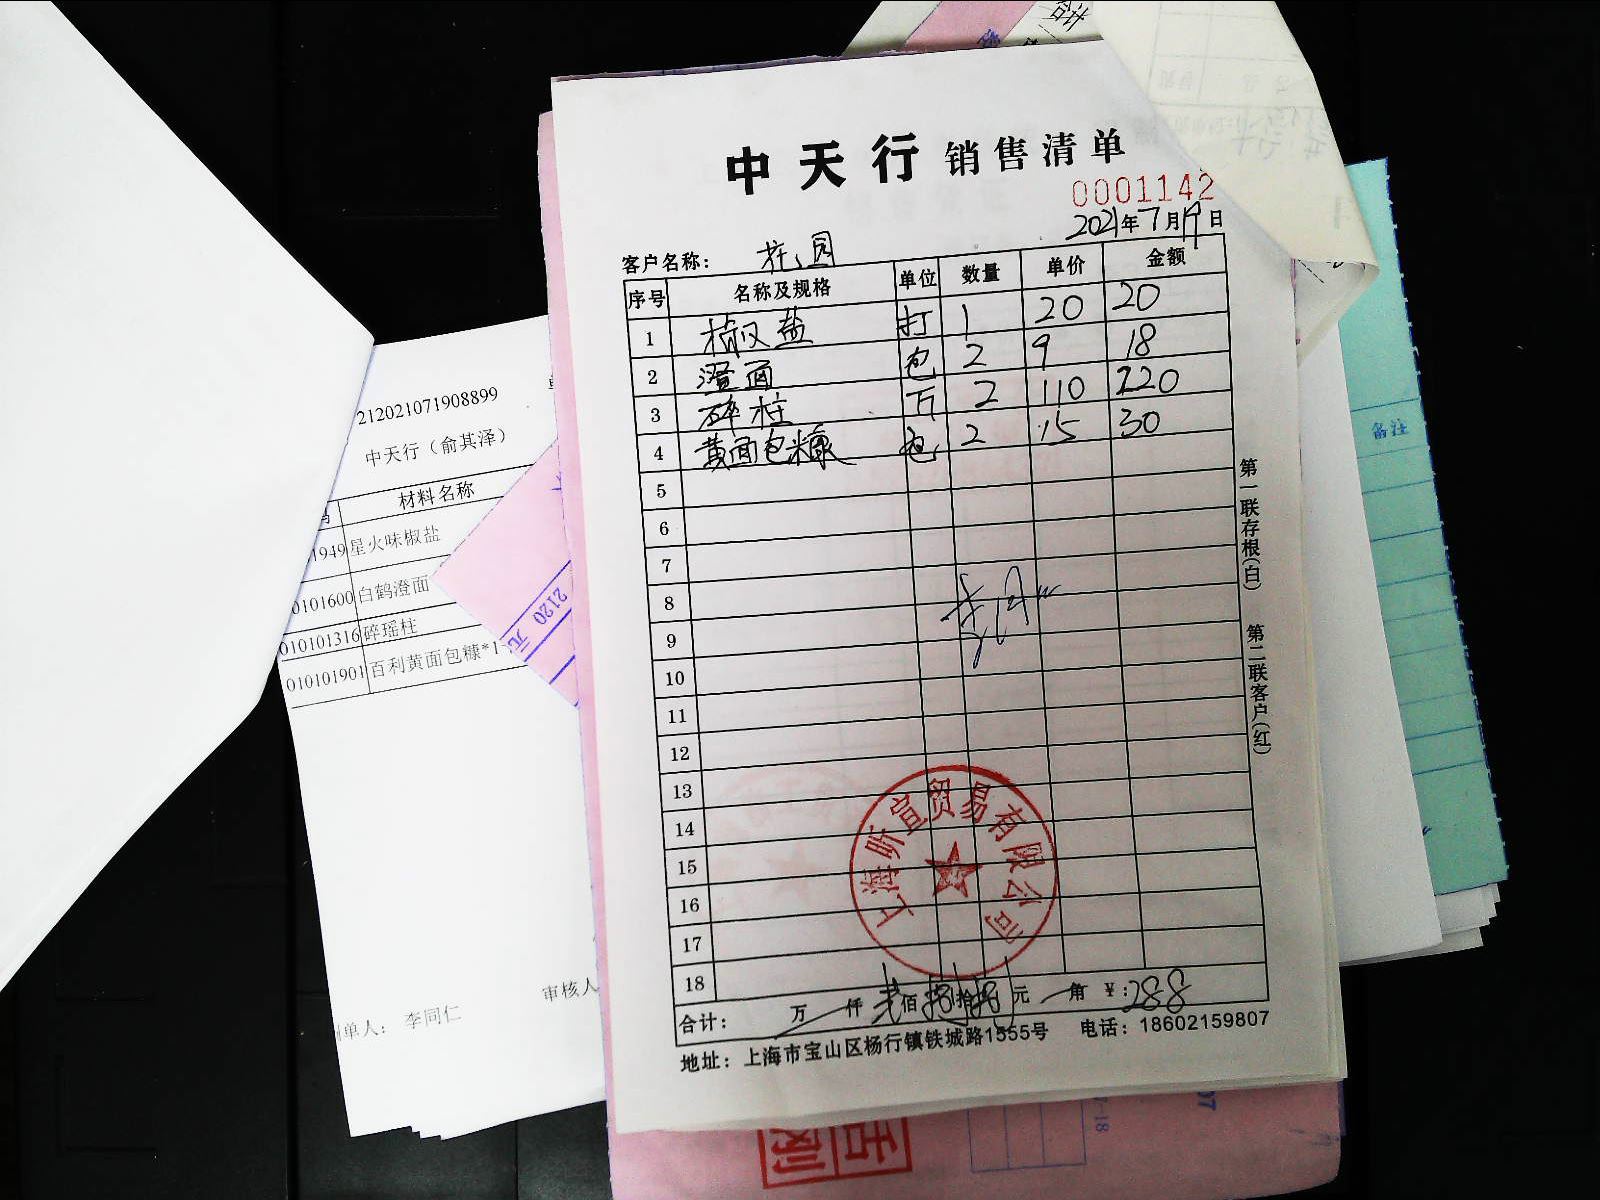 中天行 销售清单
0001142
2021年7月19日
客户名称： 花园
序号 名称及规格 单位 数量 单价 金额
1 椒盐 打 1 20 20
2 澄面 包 2 9 18
3 碎柱 斤 2 110 220
4 黄面包糠 包 2 15 30
5
6
7
8
9
10
11
12
13
14
15
16
17
18
合计： 万 仟 贰佰捌拾捌元 角 ¥:288
地址：上海市宝山区杨行镇铁城路1555号 电话：18602159807
第一联存根(白) 第二联客户(红)
上海昕宣贸易有限公司
212021071908899
中天行（俞其泽）
材料名称
1949 星火味椒盐
0101600 白鹤澄面
010101316 碎瑶柱
010101901 百利黄面包糠*1
审核人
单人： 李同仁
2120 元
合计
备注